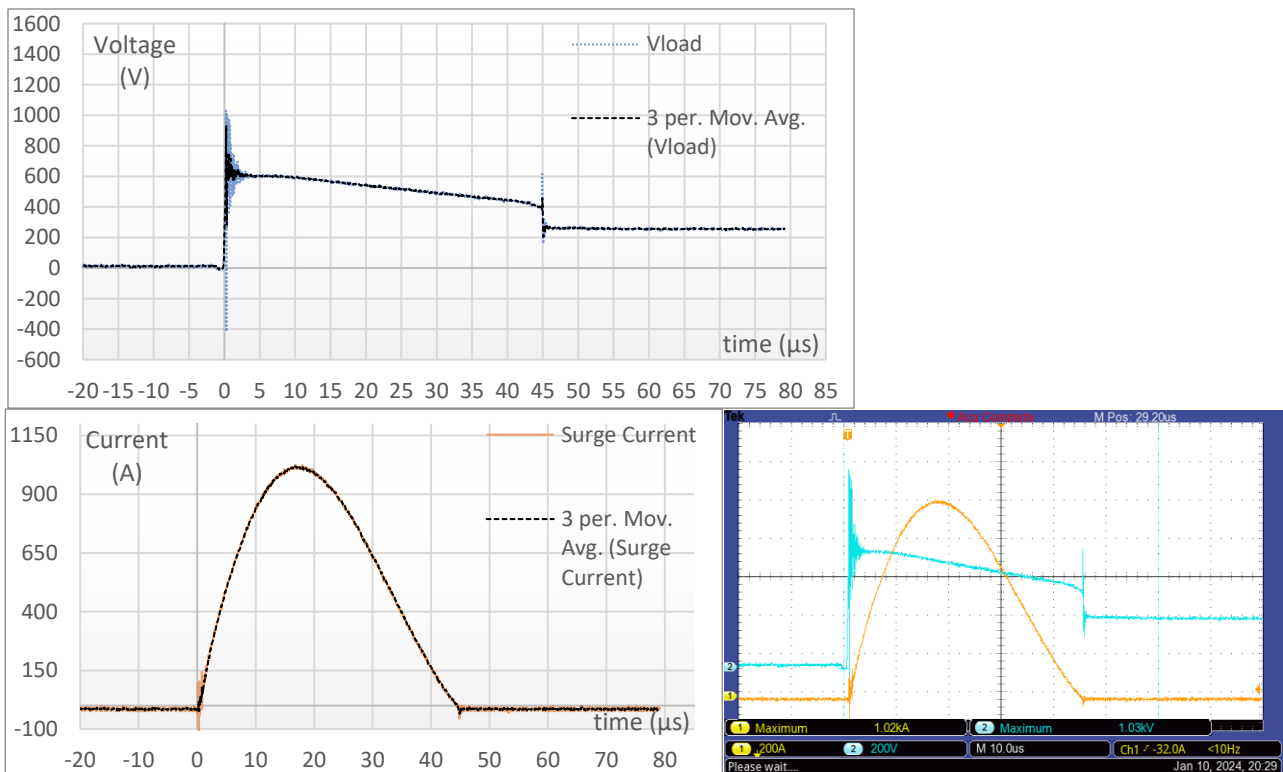 1600
1400
1200
1000
800
600
400
200
0
-200
-400
-600
Voltage
(V)
Vload
3 per. Mov. Avg.
(Vload)
time (µs)
-20 -15 -10 -5 0 5 10 15 20 25 30 35 40 45 50 55 60 65 70 75 80 85
1150
900
650
400
150
-100
Current
(A)
Surge Current
3 per. Mov.
Avg. (Surge
Current)
time (µs)
-20 -10 0 10 20 30 40 50 60 70 80
Tek
M Pos: 29.20us
T
2
1
1 Maximum 1.02kA 2 Maximum 1.03kV
1 200A 2 200V M 10.0us Ch1 -32.0A <10Hz
Please wait.... Jan 10, 2024, 20:29